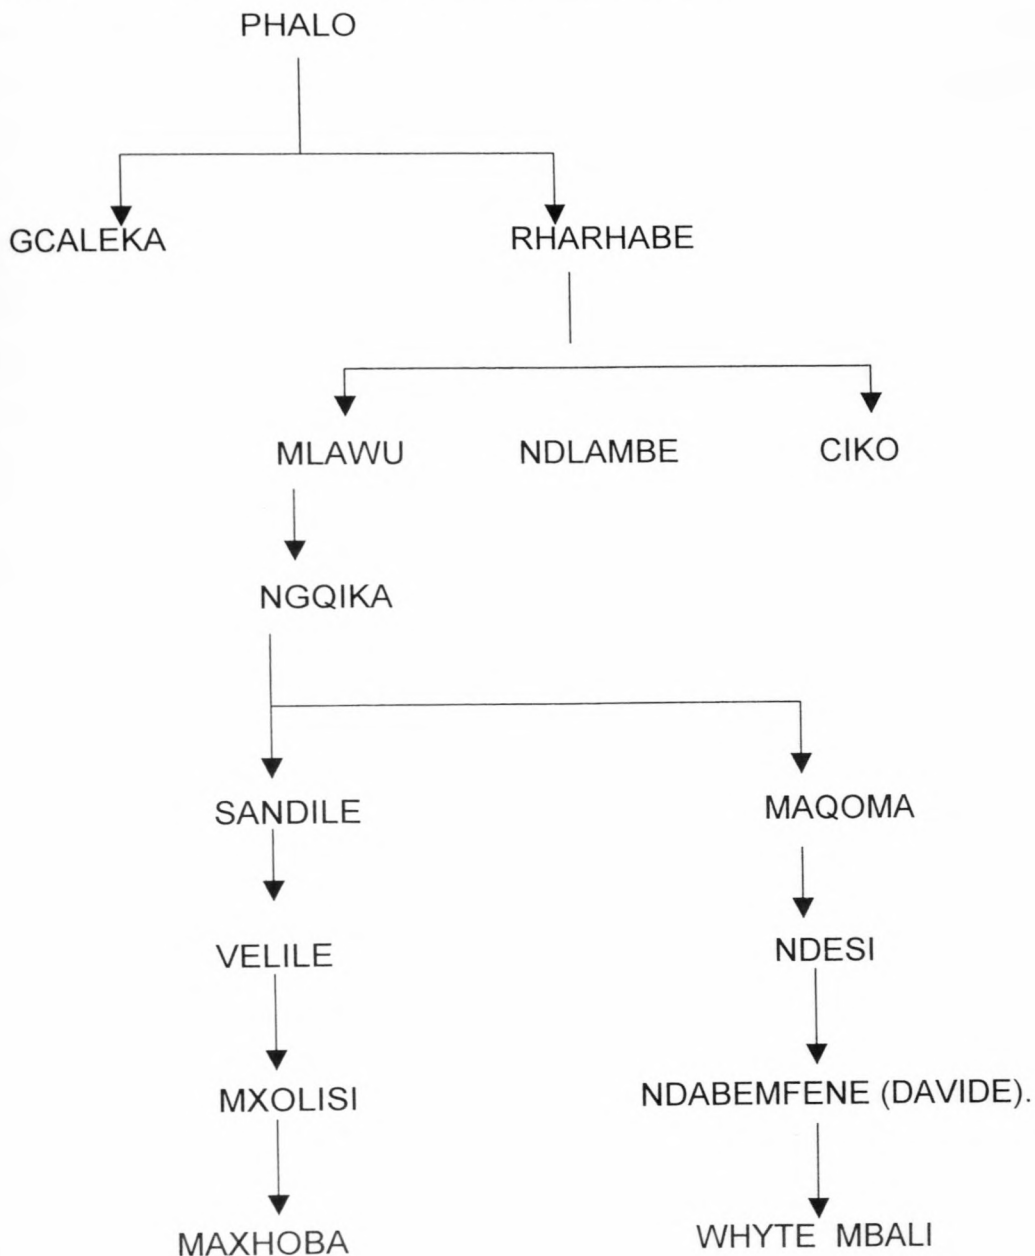 PHALO
GCALEKA RHARHABE
MLAWU NDLAMBE CIKO
NGQIKA
SANDILE MAQOMA
VELILE NDESI
MXOLISI NDABEMFENE (DAVIDE).
MAXHOBA WHYTE MBALI